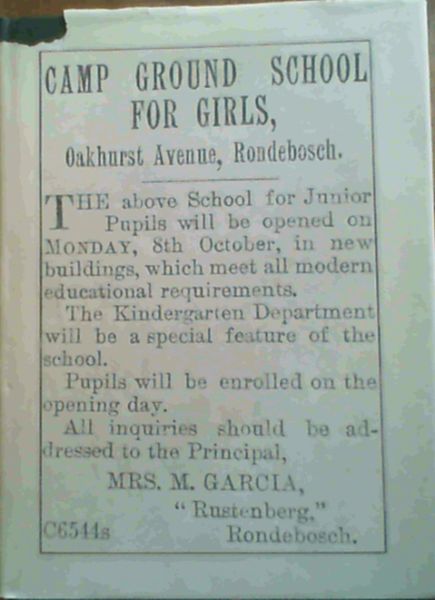 CAMP GROUND SCHOOL
FOR GIRLS,
Oakhurst Avenue, Rondebosch.
THE above School for Junior
Pupils will be opened on
MONDAY, 8th October, in new
buildings, which meet all modern
educational requirements.
The Kindergarten Department
will be a special feature of the
school.
Pupils will be enrolled on the
opening day.
All inquiries should be ad-
dressed to the Principal,
MRS. M. GARCIA,
"Rustenberg,"
C6544s Rondebosch.